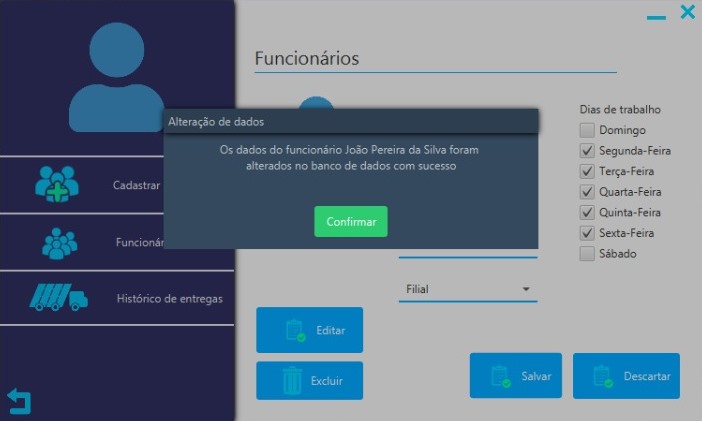 Funcionários
Alteração de dados
Os dados do funcionário João Pereira da Silva foram
alterados no banco de dados com sucesso
Confirmar
Cadastrar
Funcionár
Histórico de entregas
Dias de trabalho
Domingo
Segunda-Feira
Terça-Feira
Quarta-Feira
Quinta-Feira
Sexta-Feira
Sábado
Filial
Editar
Excluir
Salvar
Descartar